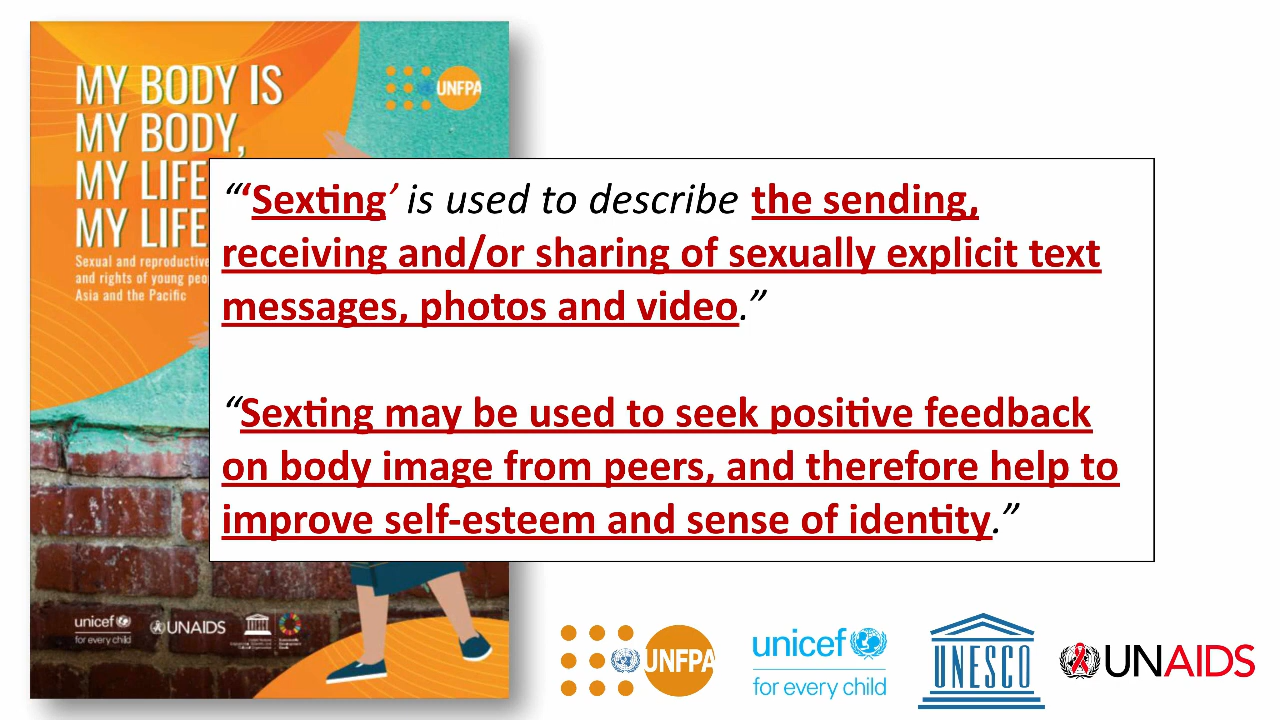 MY BODY IS
MY BODY,
MY LIFE
MY LIFE
Sexual and reproductive
and rights of young peo
Asia and the Pacific
UNFPA
“‘Sexting’ is used to describe the sending,
receiving and/or sharing of sexually explicit text
messages, photos and video.”
“Sexting may be used to seek positive feedback
on body image from peers, and therefore help to
improve self-esteem and sense of identity.”
unicef
for every child
UNAIDS
UNFPA
unicef
for every child
UNESCO
UNAIDS